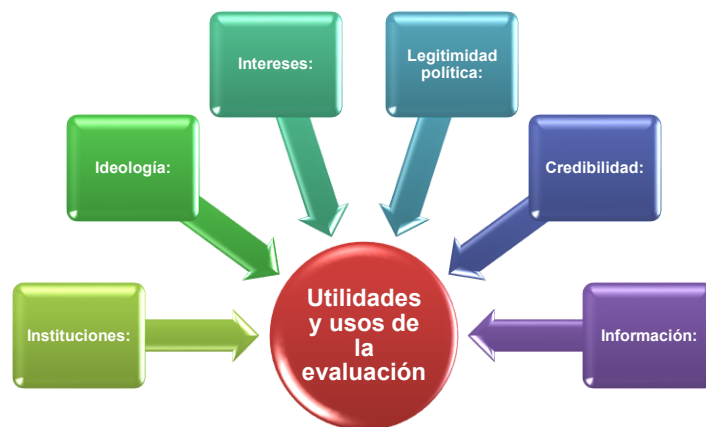 Intereses:
Legitimidad
política:
Ideología:
Credibilidad:
Instituciones:
Utilidades
y usos de
la
evaluación
Información: